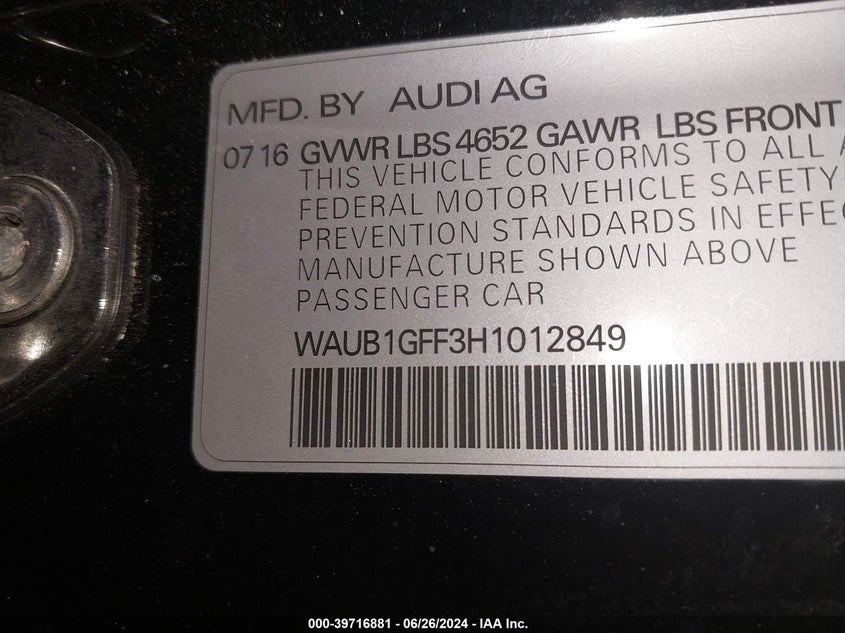 MFD. BY AUDI AG
07 16 GVWR LBS 4652 GAWR LBS FRONT
THIS VEHICLE CONFORMS TO ALL A
FEDERAL MOTOR VEHICLE SAFETY
PREVENTION STANDARDS IN EFFEC
MANUFACTURE SHOWN ABOVE
PASSENGER CAR
WAUB1GFF3H1012849
000-39716881 - 06/26/2024 - IAA Inc.